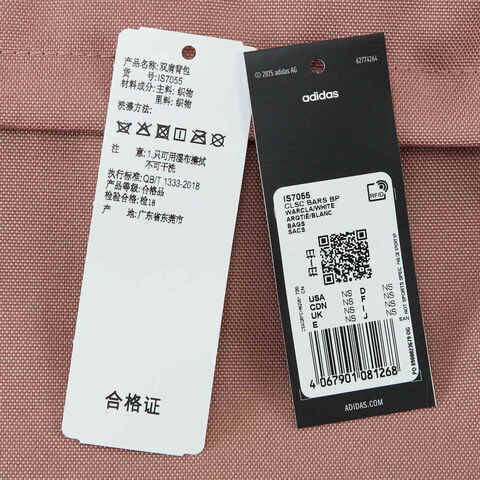 产品名称:双肩背包
货 号:IS7055
材料成分:主料:织物
里料:织物
洗涤方法:
注 意:1.只可用湿布擦拭
不可干洗
执行标准:QB/T 1333-2018
产品等级:合格品
检验合格:检18
产 地:广东省东莞市
合格证
© 2025 adidas AG
62774264
adidas
IS7055
CLSC BARS BP
WARCLA/WHITE
ARGTIE/BLANC
BAGS
SACS
RFID
USA NS D NS
CDN NS F NS
UK NS I NS
E NS J NS
4 067901 081268
ADIDAS.COM